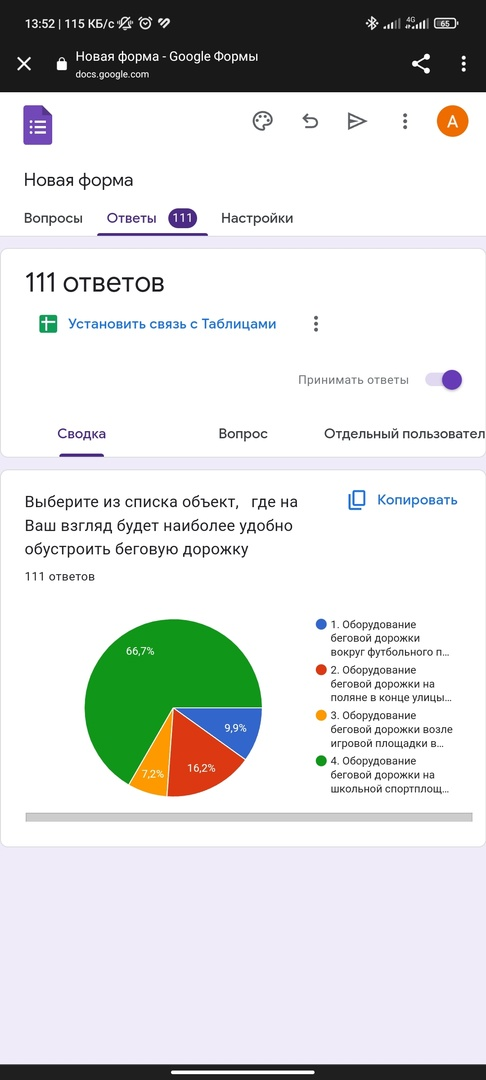 13:52 | 115 КБ/с
4G
65
Новая форма - Google Формы
docs.google.com
A
Новая форма
Вопросы Ответы 111 Настройки
111 ответов
Установить связь с Таблицами
Принимать ответы
Сводка Вопрос Отдельный пользовател
Выберите из списка объект, где на
Ваш взгляд будет наиболее удобно
обустроить беговую дорожку
Копировать
111 ответов
66,7%
9,9%
16,2%
7,2%
1. Оборудование
беговой дорожки
вокруг футбольного п...
2. Оборудование
беговой дорожки на
поляне в конце улицы...
3. Оборудование
беговой дорожки возле
игровой площадки в...
4. Оборудование
беговой дорожки на
школьной спортплощ...